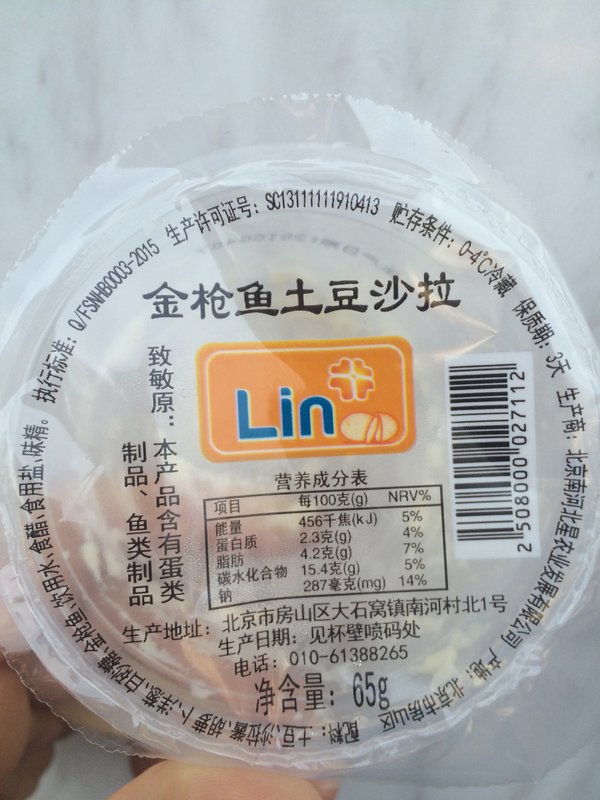 金枪鱼土豆沙拉
Lin
致敏原：本产品含有蛋类
制品、鱼类制品
营养成分表
项目 每100克(g) NRV%
能量 456千焦(kJ) 5%
蛋白质 2.3克(g) 4%
脂肪 4.2克(g) 7%
碳水化合物 15.4克(g) 5%
钠 287毫克(mg) 14%
2 508000 027112
生产地址：北京市房山区大石窝镇南河村北1号
生产日期：见杯壁喷码处
电话：010-61388265
净含量：65g
配料：土豆,沙拉酱,胡萝卜,洋葱,白砂糖,金枪鱼,饮用水,食醋,食用盐,味精。 执行标准：Q/FSNHB0003-2015 生产许可证号：SC13111111910413 贮存条件：0-4℃冷藏 保质期：3天 生产商：北京南河北星农业发展有限公司 产地：北京市房山区